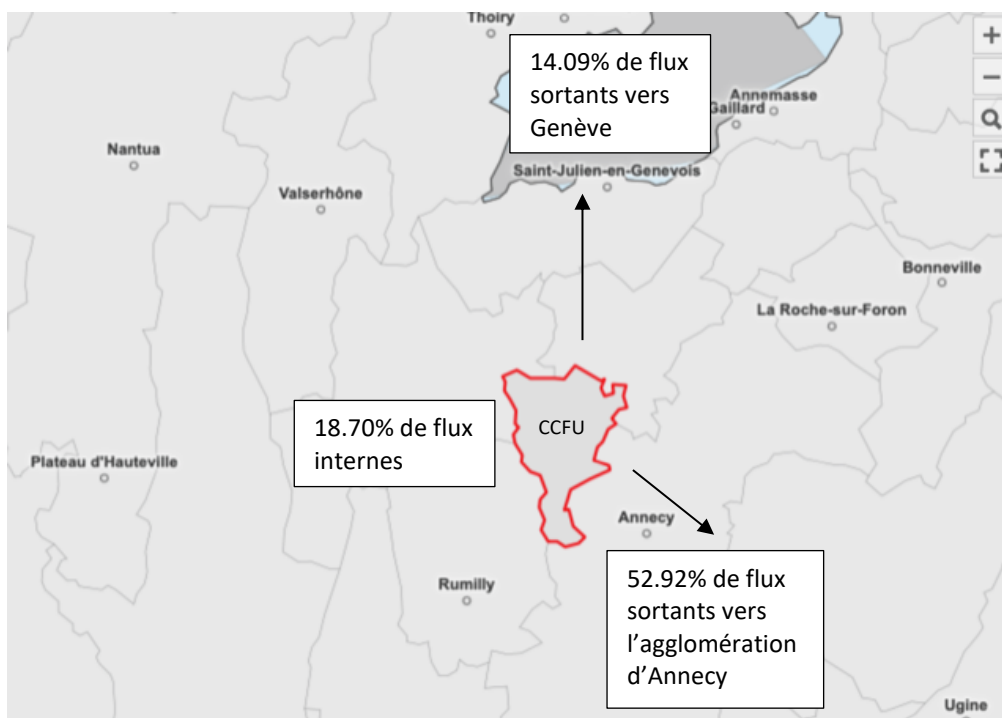 Thoiry
14.09% de flux
sortants vers
Genève
Annemasse
Gaillard
Nantua
Saint-Julien-en-Genevois
Valserhône
Bonneville
La Roche-sur-Foron
18.70% de flux
internes
CCFU
Plateau d'Hauteville
Annecy
Rumilly
52.92% de flux
sortants vers
l’agglomération
d’Annecy
Ugine